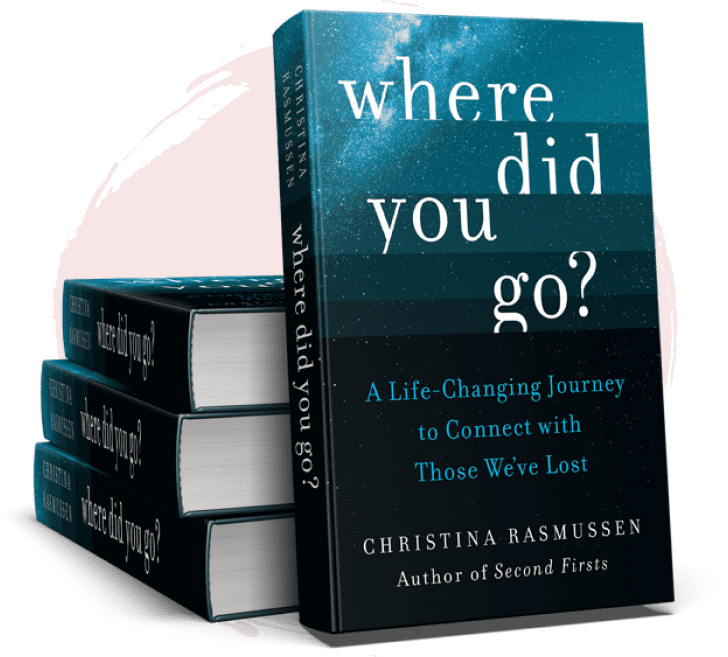 where
did
you
go?
A Life-Changing Journey
to Connect with
Those We've Lost
CHRISTINA RASMUSSEN
Author of Second Firsts
CHRISTINA
RASMUSSEN
where did you go?
CHRISTINA
RASMUSSEN
where did you go?
CHRISTINA
RASMUSSEN
where did you go?
CHRISTINA
RASMUSSEN
where did you go?